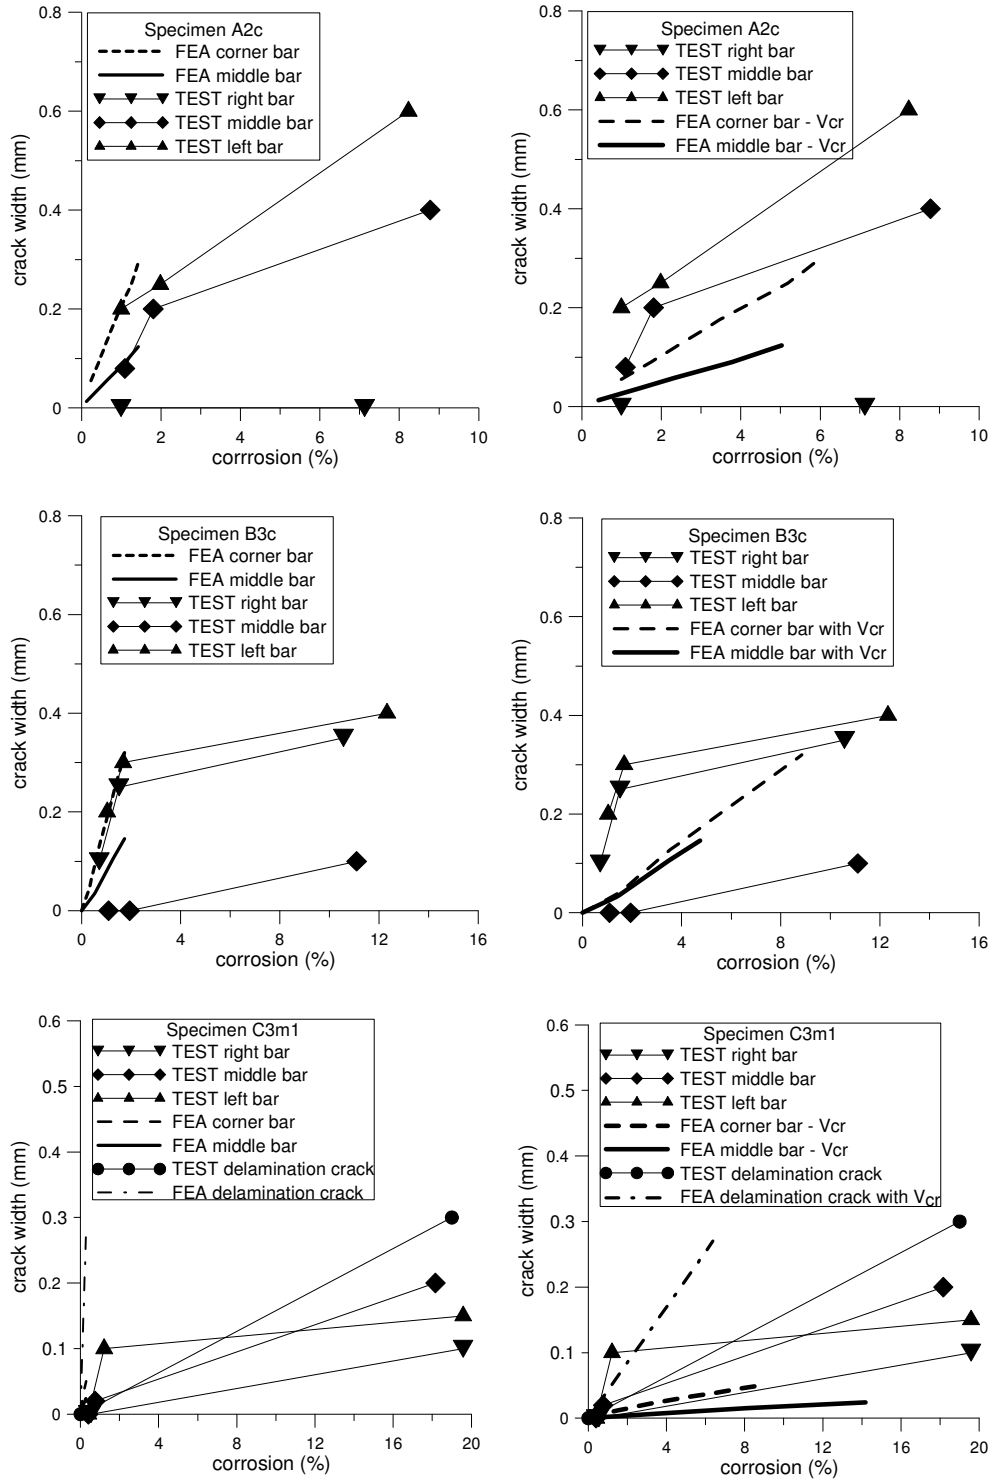 Specimen A2c
FEA corner bar
FEA middle bar
TEST right bar
TEST middle bar
TEST left bar
0.8
0.6
0.4
0.2
0
crack width (mm)
0 2 4 6 8 10
corrrosion (%)
Specimen A2c
TEST right bar
TEST middle bar
TEST left bar
FEA corner bar - Vcr
FEA middle bar - Vcr
0.8
0.6
0.4
0.2
0
crack width (mm)
0 2 4 6 8 10
corrosion (%)
Specimen B3c
FEA corner bar
FEA middle bar
TEST right bar
TEST middle bar
TEST left bar
0.8
0.6
0.4
0.2
0
crack width (mm)
0 4 8 12 16
corrosion (%)
Specimen B3c
TEST right bar
TEST middle bar
TEST left bar
FEA corner bar with Vcr
FEA middle bar with Vcr
0.8
0.6
0.4
0.2
0
crack width (mm)
0 4 8 12 16
corrosion (%)
Specimen C3m1
TEST right bar
TEST middle bar
TEST left bar
FEA corner bar
FEA middle bar
TEST delamination crack
FEA delamination crack
0.6
0.5
0.4
0.3
0.2
0.1
0
crack width (mm)
0 4 8 12 16 20
corrosion (%)
Specimen C3m1
TEST right bar
TEST middle bar
TEST left bar
FEA corner bar - Vcr
FEA middle bar - Vcr
TEST delamination crack
FEA delamination crack with Vcr
0.6
0.5
0.4
0.3
0.2
0.1
0
crack width (mm)
0 4 8 12 16 20
corrosion (%)